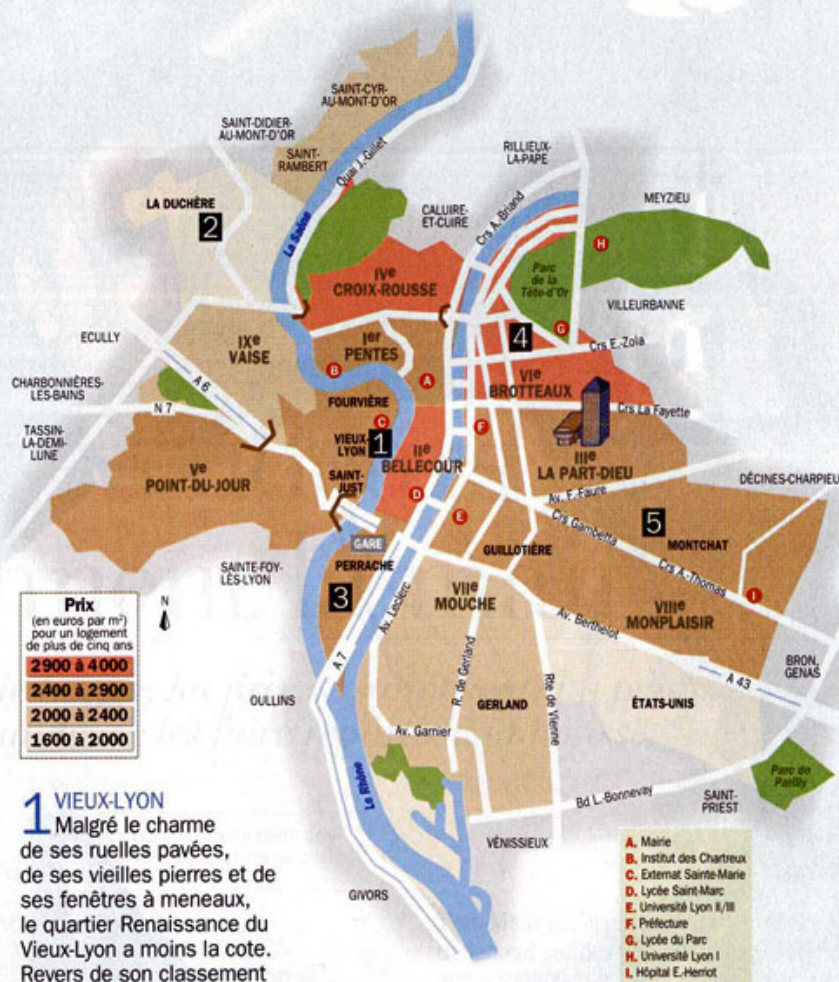 SAINT-CYR-
AU-MONT-D'OR
SAINT-DIDIER-
AU-MONT-D'OR
SAINT-
RAMBERT
Quai J.-Gillet
RILLIEUX-
LA-PAPE
LA DUCHÈRE
2
La Saône
CALUIRE-
ET-CUIRE
Crs A.-Briand
MEYZIEU
H
Parc
de la
Tête-d'Or
IVe
CROIX-ROUSSE
VILLEURBANNE
G
4
Crs E.-Zola
ECULLY
IXe
VAISE
Ier
PENTES
B
A
VIe
BROTTEAUX
A 6
CHARBONNIÈRES-
LES-BAINS
N 7
FOURVIÈRE
C
Crs La Fayette
TASSIN-
LA-DEMI-
LUNE
VIEUX-
LYON
1
IIe
BELLECOUR
F
IIIe
LA PART-DIEU
Ve
POINT-DU-JOUR
SAINT-
JUST
D
E
Av. F.-Faure
DÉCINES-CHARPIEU
Crs Gambetta
5
MONTCHAT
GARE
PERRACHE
GUILLOTIÈRE
Crs A.-Thomas
I
SAINTE-FOY-
LÈS-LYON
3
Av. Leclerc
VIIe
MOUCHE
Av. Berthelot
VIIIe
MONPLAISIR
N
Prix
(en euros par m²)
pour un logement
de plus de cinq ans
2900 à 4000
2400 à 2900
2000 à 2400
1600 à 2000
A 7
R. de Gerland
Rte de Vienne
BRON,
GENAS
A 43
OULLINS
GERLAND
ÉTATS-UNIS
Av. Garnier
Le Rhône
Bd L.-Bonnevay
Parc de
Parilly
SAINT-
PRIEST
VÉNISSIEUX
GIVORS
1 VIEUX-LYON
Malgré le charme
de ses ruelles pavées,
de ses vieilles pierres et de
ses fenêtres à meneaux,
le quartier Renaissance du
Vieux-Lyon a moins la cote.
Revers de son classement
A. Mairie
B. Institut des Chartreux
C. Externat Sainte-Marie
D. Lycée Saint-Marc
E. Université Lyon II/III
F. Préfecture
G. Lycée du Parc
H. Université Lyon I
I. Hôpital E.-Herriot